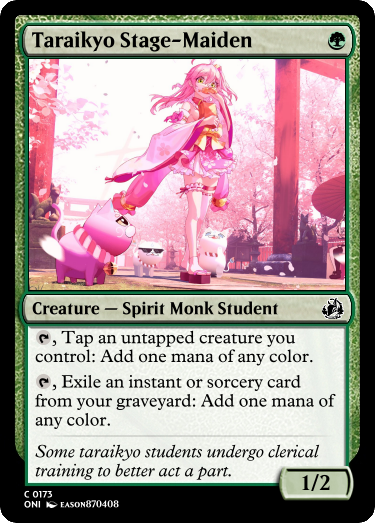 Taraikyo Stage-Maiden
Creature — Spirit Monk Student
, Tap an untapped creature you
control: Add one mana of any color.
, Exile an instant or sorcery card
from your graveyard: Add one mana of
any color.
Some taraikyo students undergo clerical
training to better act a part.
1/2
C 0173
ONI EASON870408